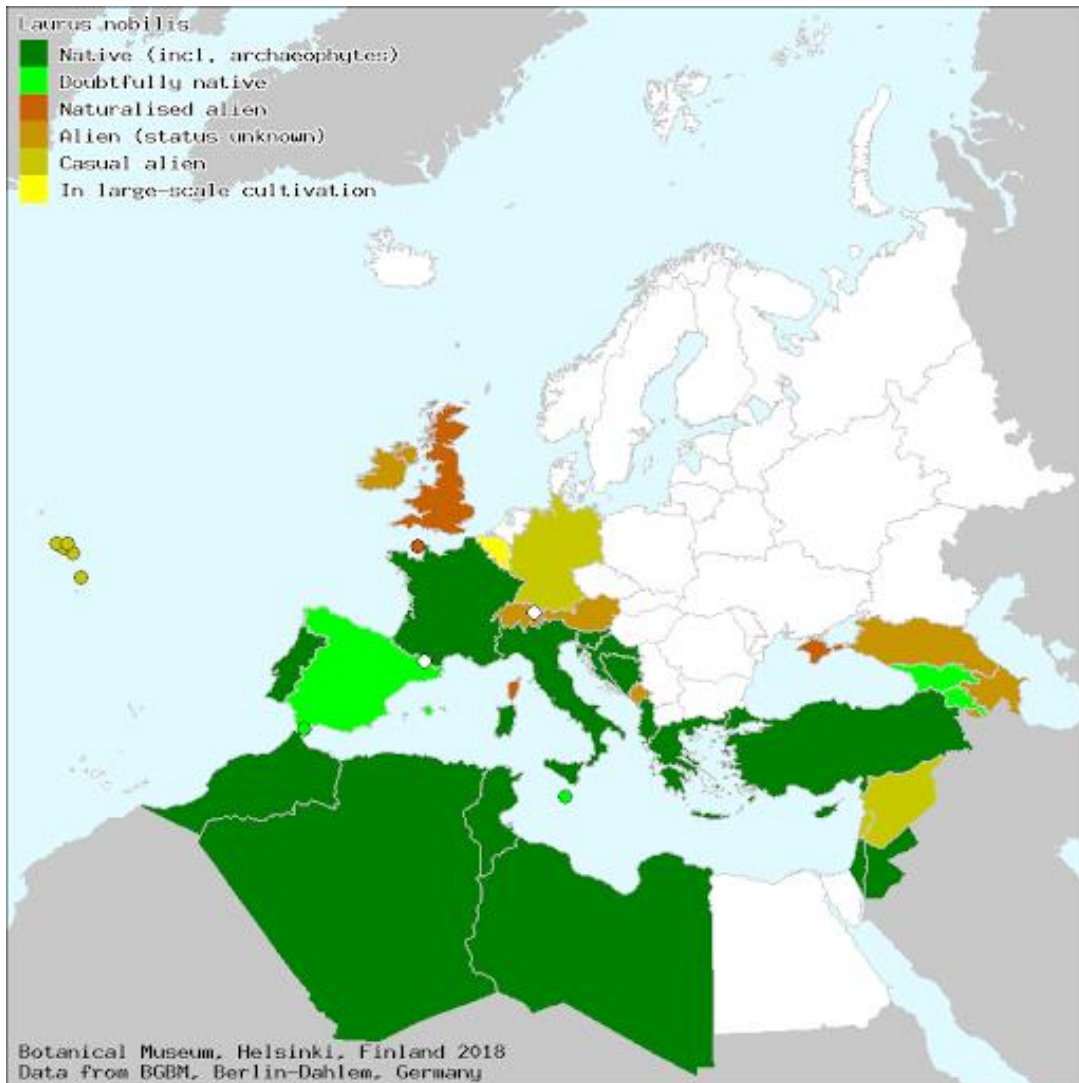 Laurus nobilis
Native (incl. archaeophytes)
Doubtfully native
Naturalised alien
Alien (status unknown)
Casual alien
In large-scale cultivation
Botanical Museum, Helsinki, Finland 2018
Data from BGBM, Berlin-Dahlem, Germany